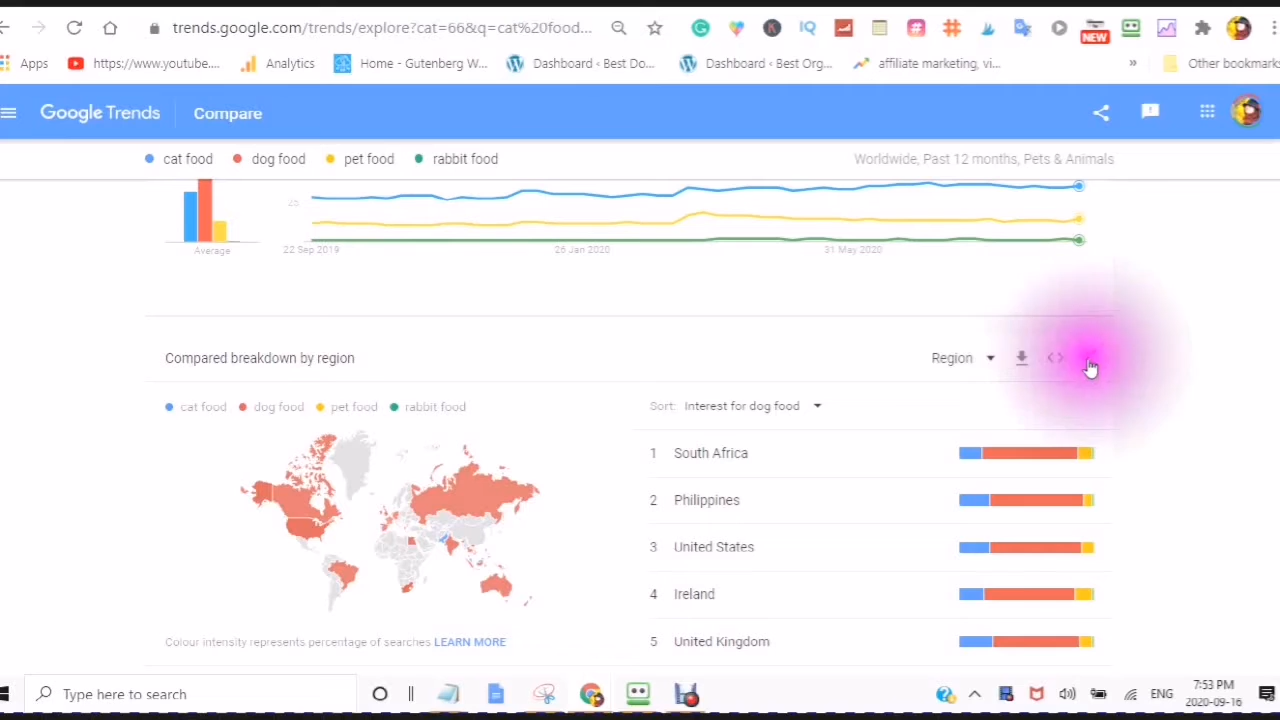 trends.google.com/trends/explore?cat=66&q=cat%20food...
NEW
Apps
https://www.youtube....
Analytics
Home - Gutenberg W...
Dashboard ‹ Best Do...
Dashboard ‹ Best Org...
affiliate marketing, vi...
»
Other bookmarks
Google Trends
Compare
cat food
dog food
pet food
rabbit food
Worldwide, Past 12 months, Pets & Animals
25
Average
22 Sep 2019
26 Jan 2020
31 May 2020
Compared breakdown by region
Region
cat food
dog food
pet food
rabbit food
Sort: Interest for dog food
1 South Africa
2 Philippines
3 United States
4 Ireland
5 United Kingdom
Colour intensity represents percentage of searches LEARN MORE
Type here to search
ENG
7:53 PM
2020-09-16